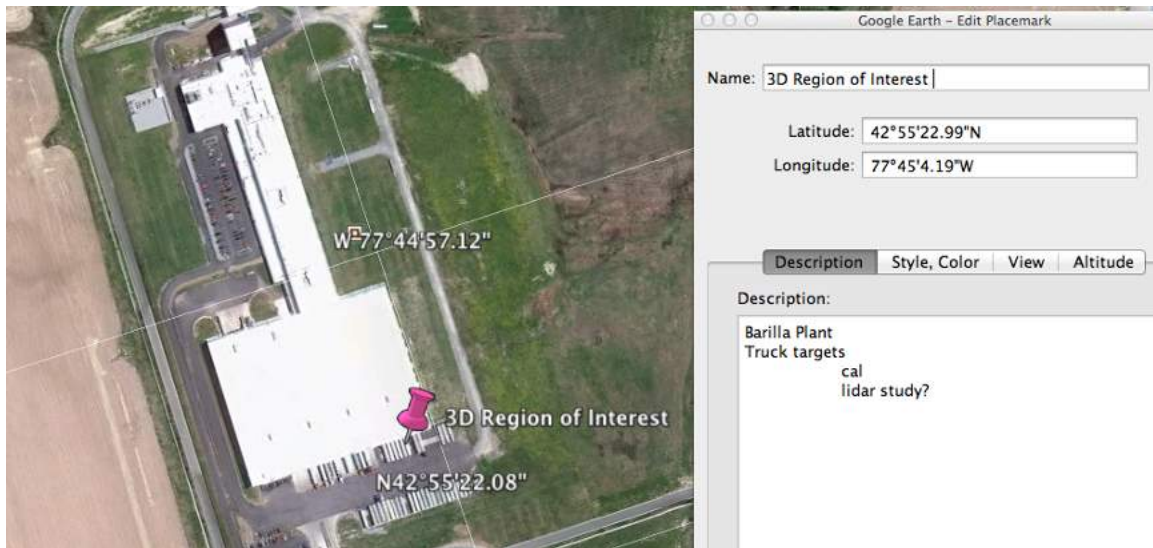 W-77°44'57.12"
3D Region of Interest
N42°55'22.08"
Google Earth – Edit Placemark
Name: 3D Region of Interest
Latitude: 42°55'22.99"N
Longitude: 77°45'4.19"W
Description Style, Color View Altitude
Description:
Barilla Plant
Truck targets
cal
lidar study?